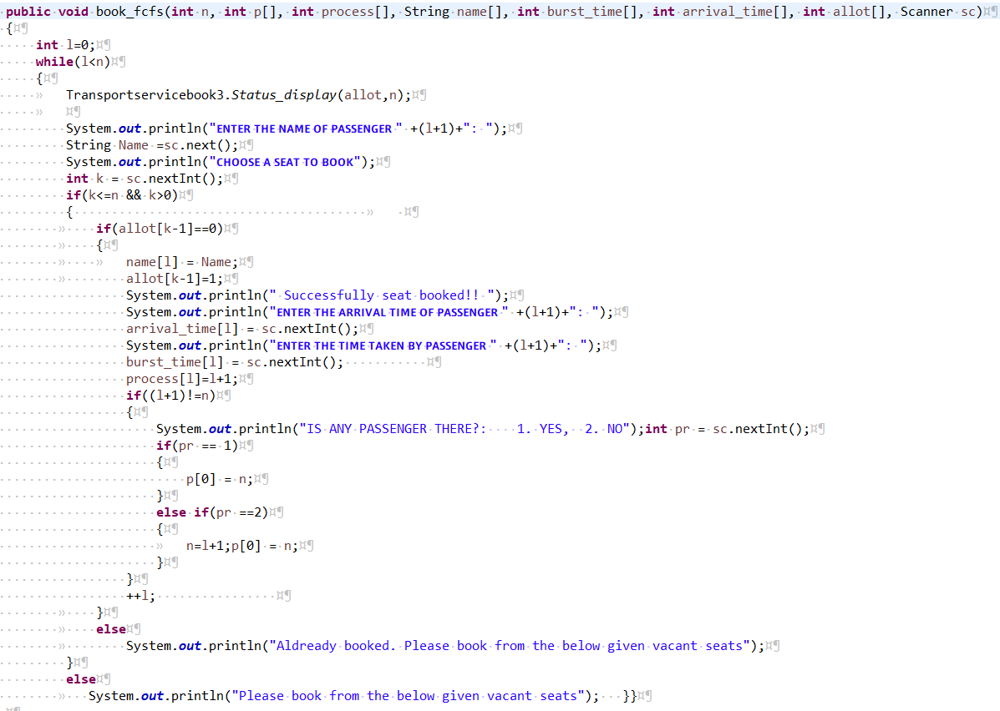 public void book_fcfs(int n, int p[], int process[], String name[], int burst_time[], int arrival_time[], int allot[], Scanner sc)
{
    int l=0;
    while(l<n)
    {
        Transportservicebook3.Status_display(allot,n);

        System.out.println("ENTER THE NAME OF PASSENGER " +(l+1)+": ");
        String Name =sc.next();
        System.out.println("CHOOSE A SEAT TO BOOK");
        int k = sc.nextInt();
        if(k<=n && k>0)
        {
            if(allot[k-1]==0)
            {
                name[l] = Name;
                allot[k-1]=1;
                System.out.println(" Successfully seat booked!! ");
                System.out.println("ENTER THE ARRIVAL TIME OF PASSENGER " +(l+1)+": ");
                arrival_time[l] = sc.nextInt();
                System.out.println("ENTER THE TIME TAKEN BY PASSENGER " +(l+1)+": ");
                burst_time[l] = sc.nextInt();
                process[l]=l+1;
                if((l+1)!=n)
                {
                    System.out.println("IS ANY PASSENGER THERE?:    1. YES,  2. NO");int pr = sc.nextInt();
                    if(pr == 1)
                    {
                        p[0] = n;
                    }
                    else if(pr ==2)
                    {
                        n=l+1;p[0] = n;
                    }
                }
                ++l;
            }
            else
                System.out.println("Aldready booked. Please book from the below given vacant seats");
        }
        else
           System.out.println("Please book from the below given vacant seats");   }}